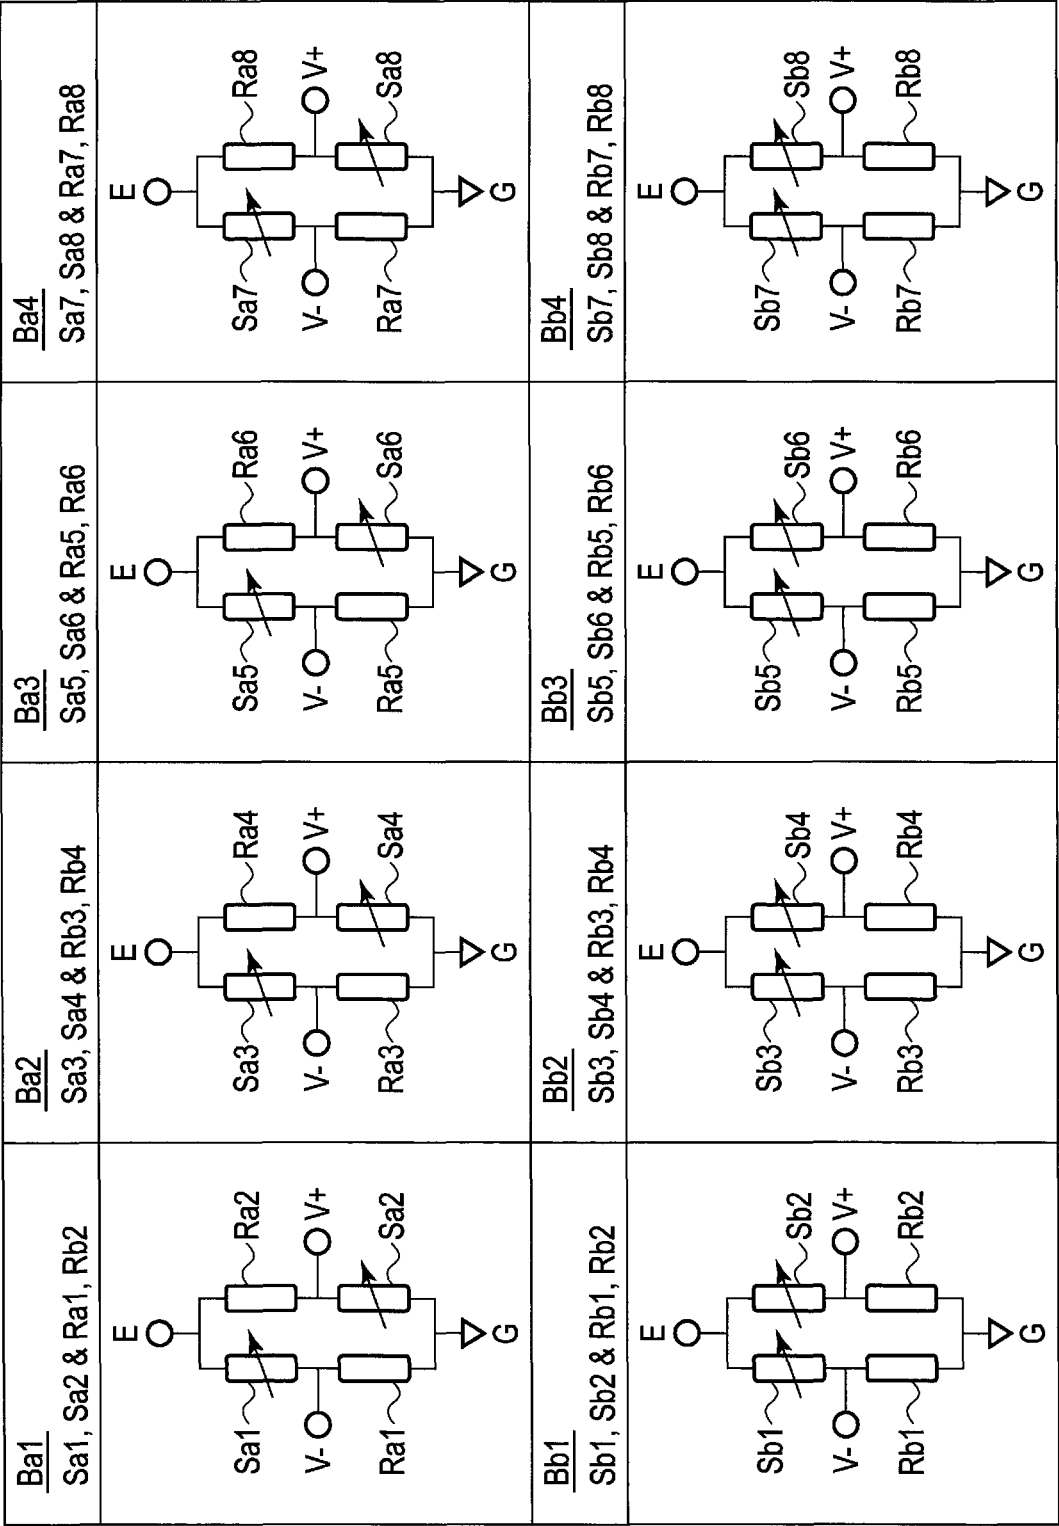 Ba1
Sa1, Sa2 & Ra1, Rb2
E
Sa1
Ra2
V-
V+
Ra1
Sa2
G
Ba2
Sa3, Sa4 & Rb3, Rb4
E
Sa3
Ra4
V-
V+
Ra3
Sa4
G
Ba3
Sa5, Sa6 & Ra5, Ra6
E
Sa5
Ra6
V-
V+
Ra5
Sa6
G
Ba4
Sa7, Sa8 & Ra7, Ra8
E
Sa7
Ra8
V-
V+
Ra7
Sa8
G
Bb1
Sb1, Sb2 & Rb1, Rb2
E
Sb1
Sb2
V-
V+
Rb1
Rb2
G
Bb2
Sb3, Sb4 & Rb3, Rb4
E
Sb3
Sb4
V-
V+
Rb3
Rb4
G
Bb3
Sb5, Sb6 & Rb5, Rb6
E
Sb5
Sb6
V-
V+
Rb5
Rb6
G
Bb4
Sb7, Sb8 & Rb7, Rb8
E
Sb7
Sb8
V-
V+
Rb7
Rb8
G